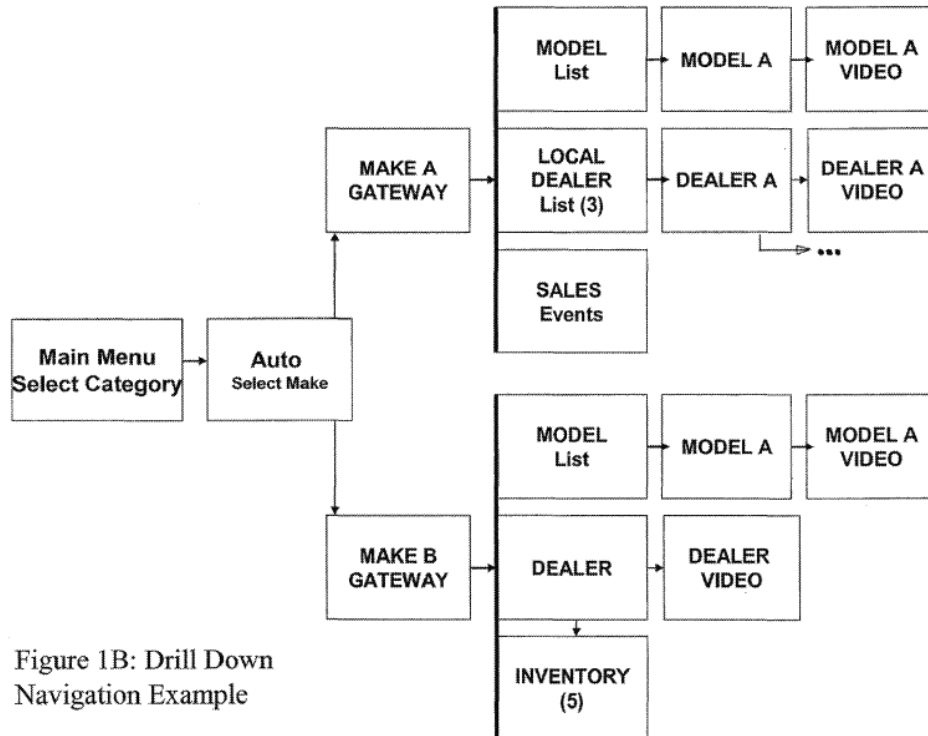 MODEL
List
MODEL A
MODEL A
VIDEO
MAKE A
GATEWAY
LOCAL
DEALER
List (3)
DEALER A
DEALER A
VIDEO
...
SALES
Events
Main Menu
Select Category
Auto
Select Make
MODEL
List
MODEL A
MODEL A
VIDEO
MAKE B
GATEWAY
DEALER
DEALER
VIDEO
INVENTORY
(5)
Figure 1B: Drill Down
Navigation Example